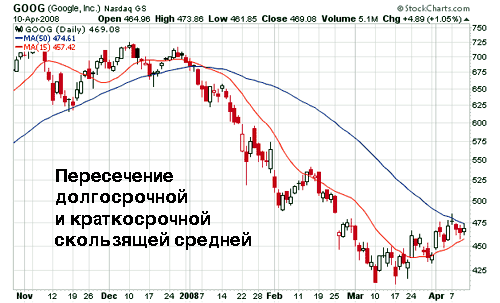 GOOG (Google, Inc.) Nasdaq GS © StockCharts.com
10-Apr-2008 Open 464.96 High 473.86 Low 461.85 Close 469.08 Volume 5.1M Chg +4.89 (+1.05%)
GOOG (Daily) 469.08
MA(50) 474.61
MA(15) 457.42
750
725
700
675
650
625
600
575
550
525
500
475
450
425
Пересечение
долгосрочной
и краткосрочной
скользящей средней
Nov 12 19 26 Dec 10 17 24 2008 7 14 22 Feb 11 19 25 Mar 10 17 24 Apr 7